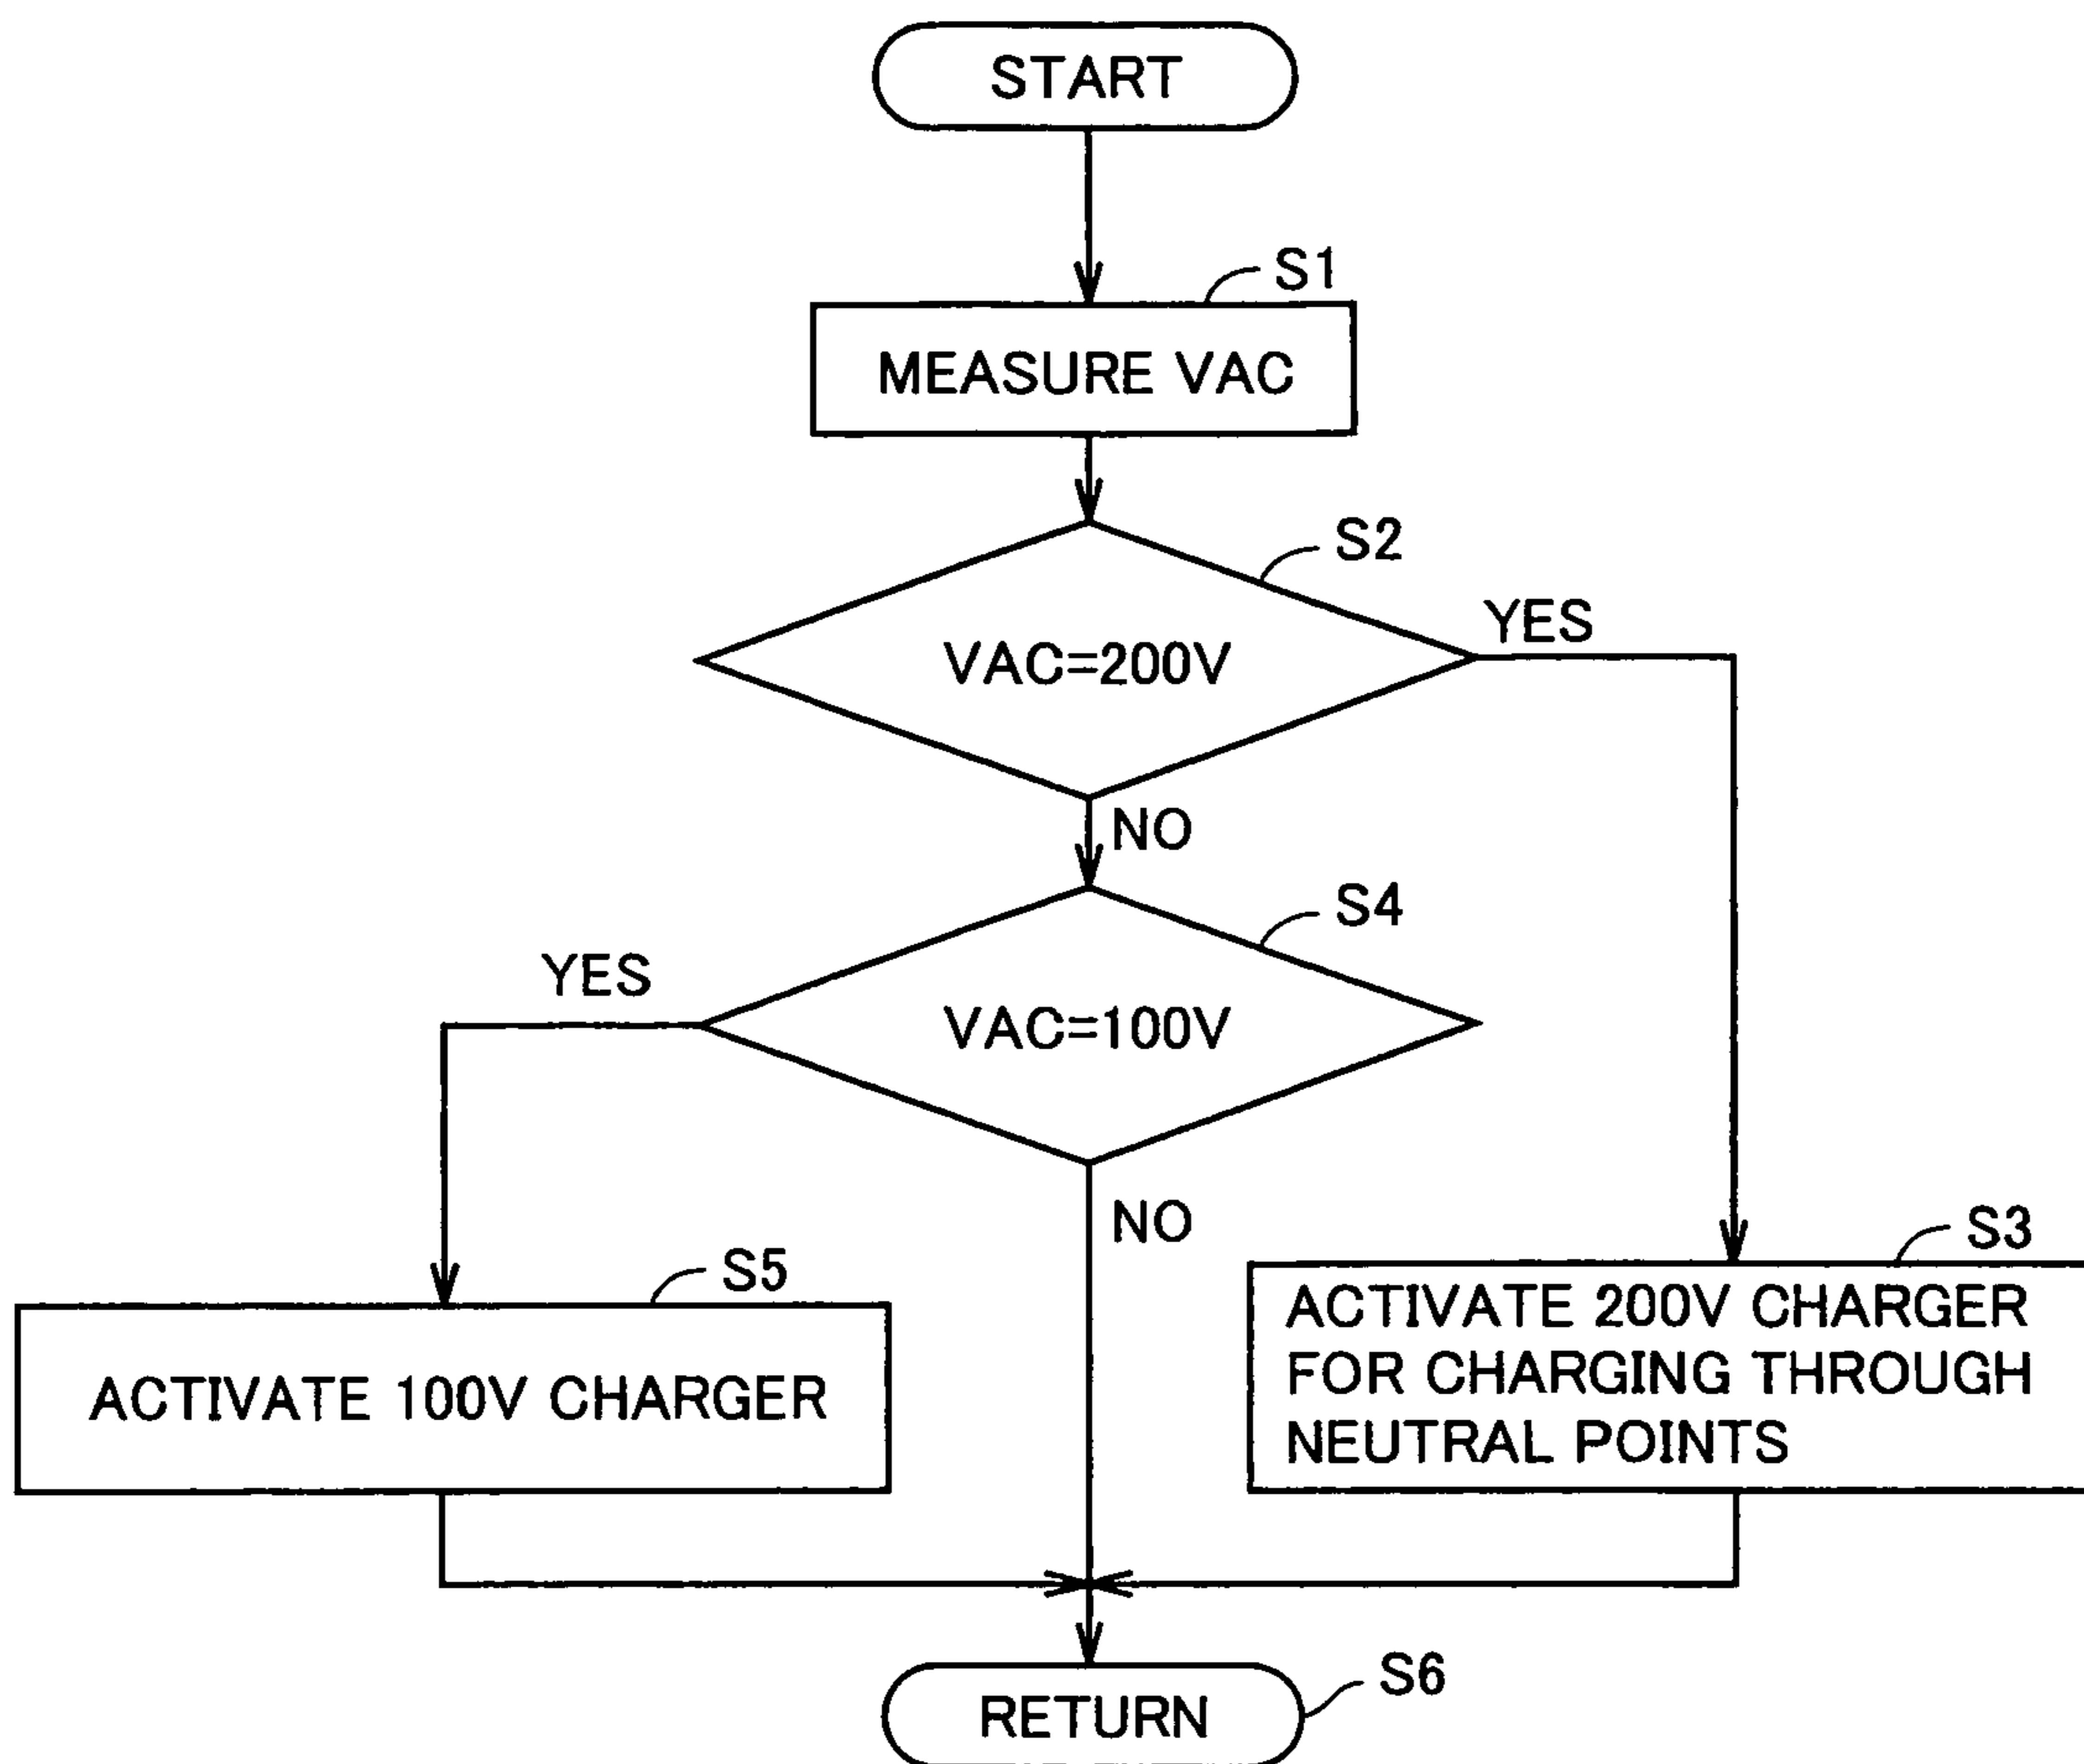 START
S1
MEASURE VAC
S2
YES
VAC=200V
NO
S4
YES
VAC=100V
NO
S3
S5
ACTIVATE 200V CHARGER
FOR CHARGING THROUGH
NEUTRAL POINTS
ACTIVATE 100V CHARGER
S6
RETURN